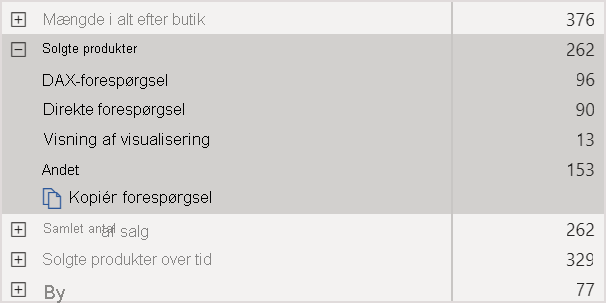 Mængde i alt efter butik 376
Solgte produkter 262
DAX-forespørgsel 96
Direkte forespørgsel 90
Visning af visualisering 13
Andet 153
Kopiér forespørgsel
Samlet antal af salg 262
Solgte produkter over tid 329
By 77